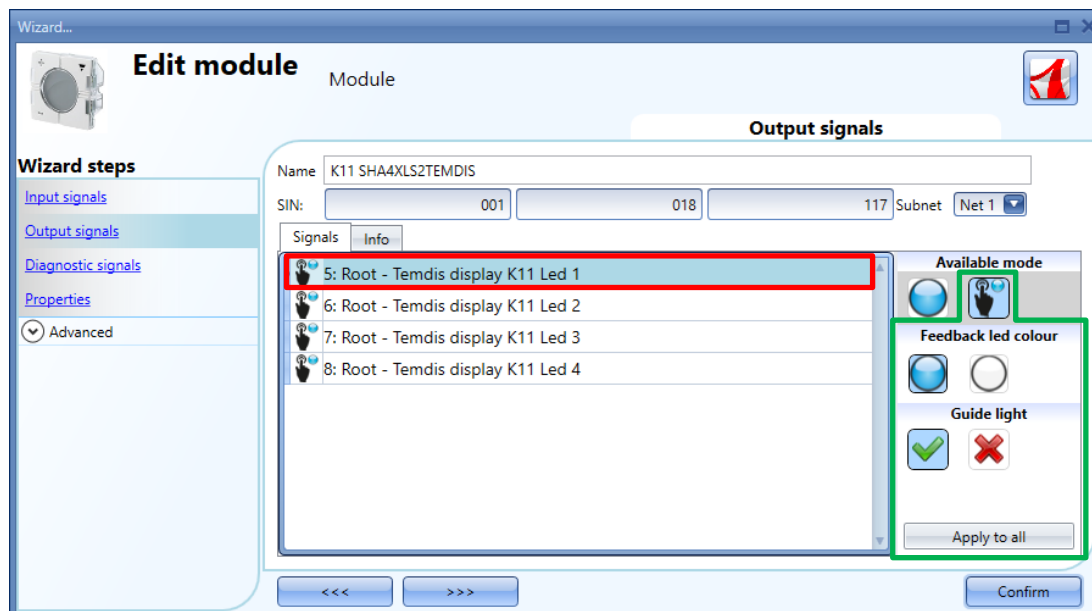 Wizard...
Edit module
Module
Output signals
Wizard steps
Input signals
Output signals
Diagnostic signals
Properties
Advanced
Name K11 SHA4XLS2TEMDIS
SIN: 001 018 117 Subnet Net 1
Signals Info
5: Root - Temdis display K11 Led 1
6: Root - Temdis display K11 Led 2
7: Root - Temdis display K11 Led 3
8: Root - Temdis display K11 Led 4
Available mode
Feedback led colour
Guide light
Apply to all
<<< >>> Confirm